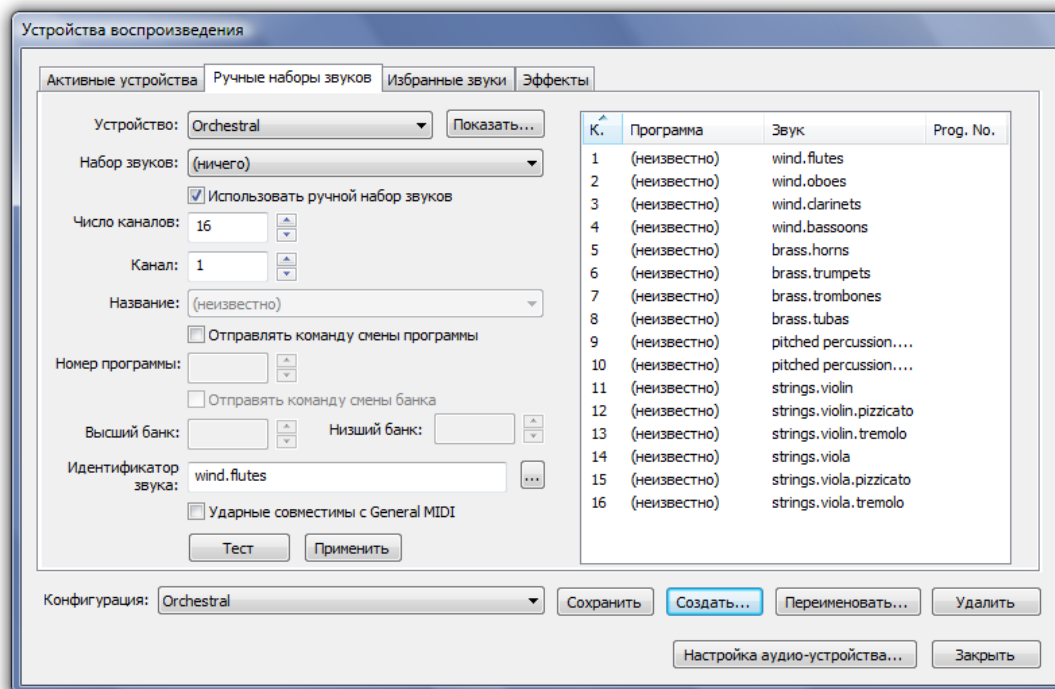 Устройства воспроизведения
Активные устройства Ручные наборы звуков Избранные звуки Эффекты
Устройство: Orchestral Показать...
Набор звуков: (ничего)
Использовать ручной набор звуков
Число каналов: 16
Канал: 1
Название: (неизвестно)
Отправлять команду смены программы
Номер программы:
Отправять команду смены банка
Высший банк: Низший банк:
Идентификатор
звука: wind.flutes ...
Ударные совместимы с General MIDI
Тест Применить
К. Программа Звук Prog. No.
1 (неизвестно) wind.flutes
2 (неизвестно) wind.oboes
3 (неизвестно) wind.clarinets
4 (неизвестно) wind.bassoons
5 (неизвестно) brass.horns
6 (неизвестно) brass.trumpets
7 (неизвестно) brass.trombones
8 (неизвестно) brass.tubas
9 (неизвестно) pitched percussion....
10 (неизвестно) pitched percussion....
11 (неизвестно) strings.violin
12 (неизвестно) strings.violin.pizzicato
13 (неизвестно) strings.violin.tremolo
14 (неизвестно) strings.viola
15 (неизвестно) strings.viola.pizzicato
16 (неизвестно) strings.viola.tremolo
Конфигурация: Orchestral Сохранить Создать... Переименовать... Удалить
Настройка аудио-устройства... Закрыть